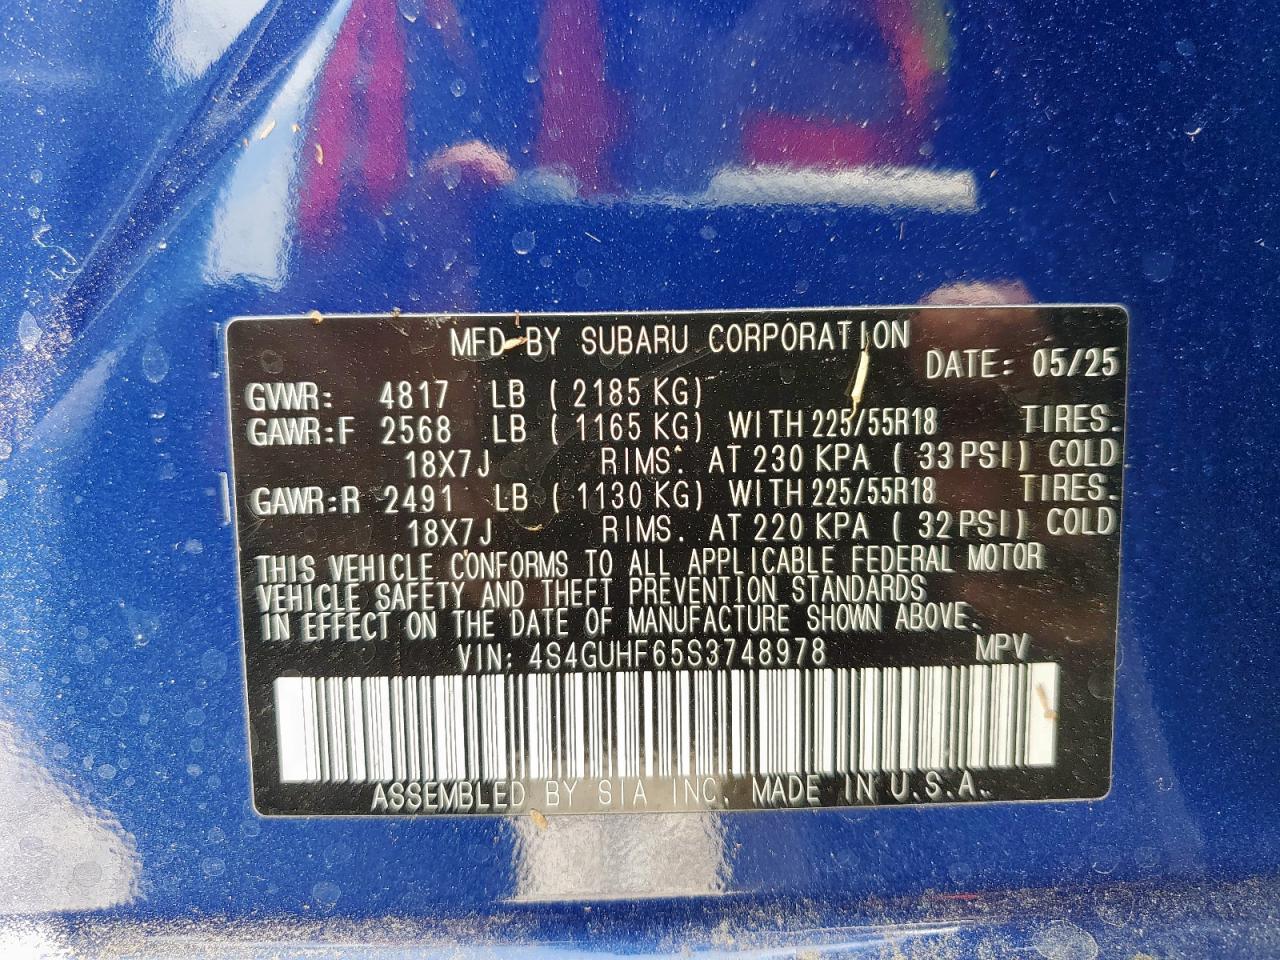 MFD BY SUBARU CORPORATION
DATE: 05/25
GVWR: 4817 LB ( 2185 KG)
GAWR:F 2568 LB ( 1165 KG) WITH 225/55R18 TIRES.
18X7J RIMS. AT 230 KPA ( 33 PSI) COLD
GAWR:R 2491 LB ( 1130 KG) WITH 225/55R18 TIRES.
18X7J RIMS. AT 220 KPA ( 32 PSI) COLD
THIS VEHICLE CONFORMS TO ALL APPLICABLE FEDERAL MOTOR
VEHICLE SAFETY AND THEFT PREVENTION STANDARDS
IN EFFECT ON THE DATE OF MANUFACTURE SHOWN ABOVE.
VIN: 4S4GUHF65S3748978 MPV
ASSEMBLED BY SIA INC. MADE IN U.S.A.